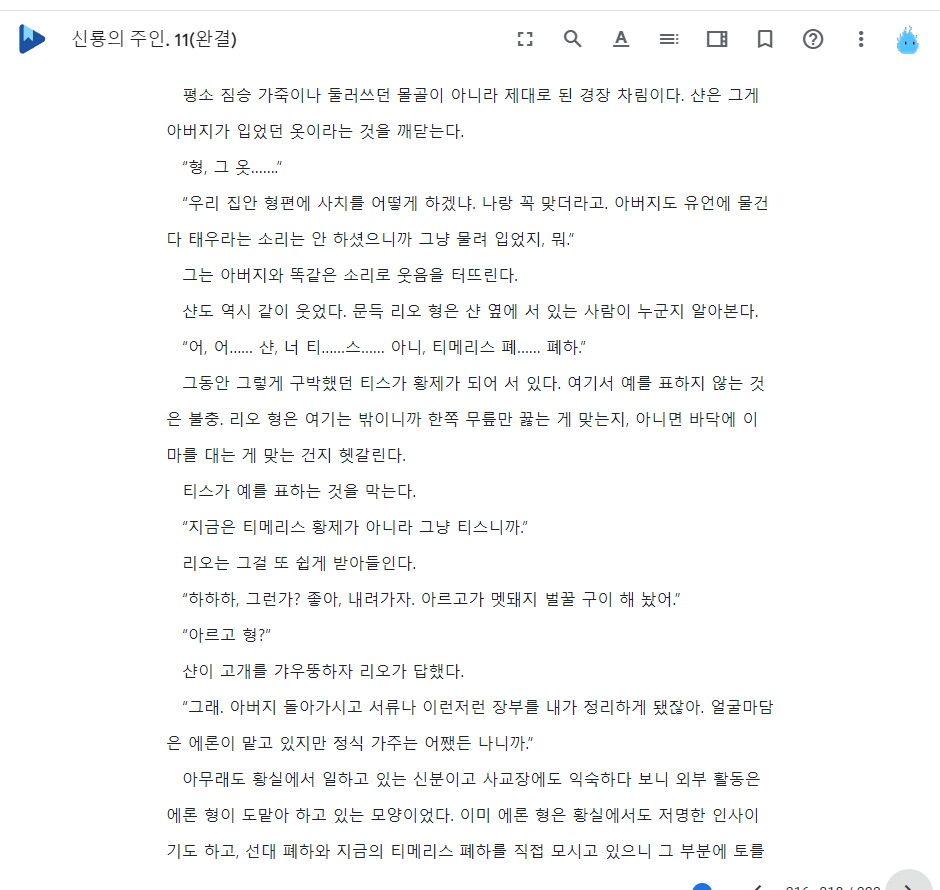 신룡의 주인. 11(완결)
평소 짐승 가죽이나 둘러쓰던 몰골이 아니라 제대로 된 경장 차림이다. 샨은 그게
아버지가 입었던 옷이라는 것을 깨닫는다.
“형, 그 옷.......”
“우리 집안 형편에 사치를 어떻게 하겠냐. 나랑 꼭 맞더라고. 아버지도 유언에 물건
다 태우라는 소리는 안 하셨으니까 그냥 물려 입었지, 뭐.”
그는 아버지와 똑같은 소리로 웃음을 터뜨린다.
샨도 역시 같이 웃었다. 문득 리오 형은 샨 옆에 서 있는 사람이 누군지 알아본다.
“어, 어...... 샨, 너 티......스...... 아니, 티메리스 폐...... 폐하.”
그동안 그렇게 구박했던 티스가 황제가 되어 서 있다. 여기서 예를 표하지 않는 것
은 불충. 리오 형은 여기는 밖이니까 한쪽 무릎만 꿇는 게 맞는지, 아니면 바닥에 이
마를 대는 게 맞는 건지 헷갈린다.
티스가 예를 표하는 것을 막는다.
“지금은 티메리스 황제가 아니라 그냥 티스니까.”
리오는 그걸 또 쉽게 받아들인다.
“하하하, 그런가? 좋아, 내려가자. 아르고가 멧돼지 벌꿀 구이 해 놨어.”
“아르고 형?”
샨이 고개를 갸우뚱하자 리오가 답했다.
“그래. 아버지 돌아가시고 서류나 이런저런 장부를 내가 정리하게 됐잖아. 얼굴마담
은 에론이 맡고 있지만 정식 가주는 어쨌든 나니까.”
아무래도 황실에서 일하고 있는 신분이고 사교장에도 익숙하다 보니 외부 활동은
에론 형이 도맡아 하고 있는 모양이었다. 이미 에론 형은 황실에서도 저명한 인사이
기도 하고, 선대 폐하와 지금의 티메리스 폐하를 직접 모시고 있으니 그 부분에 토를